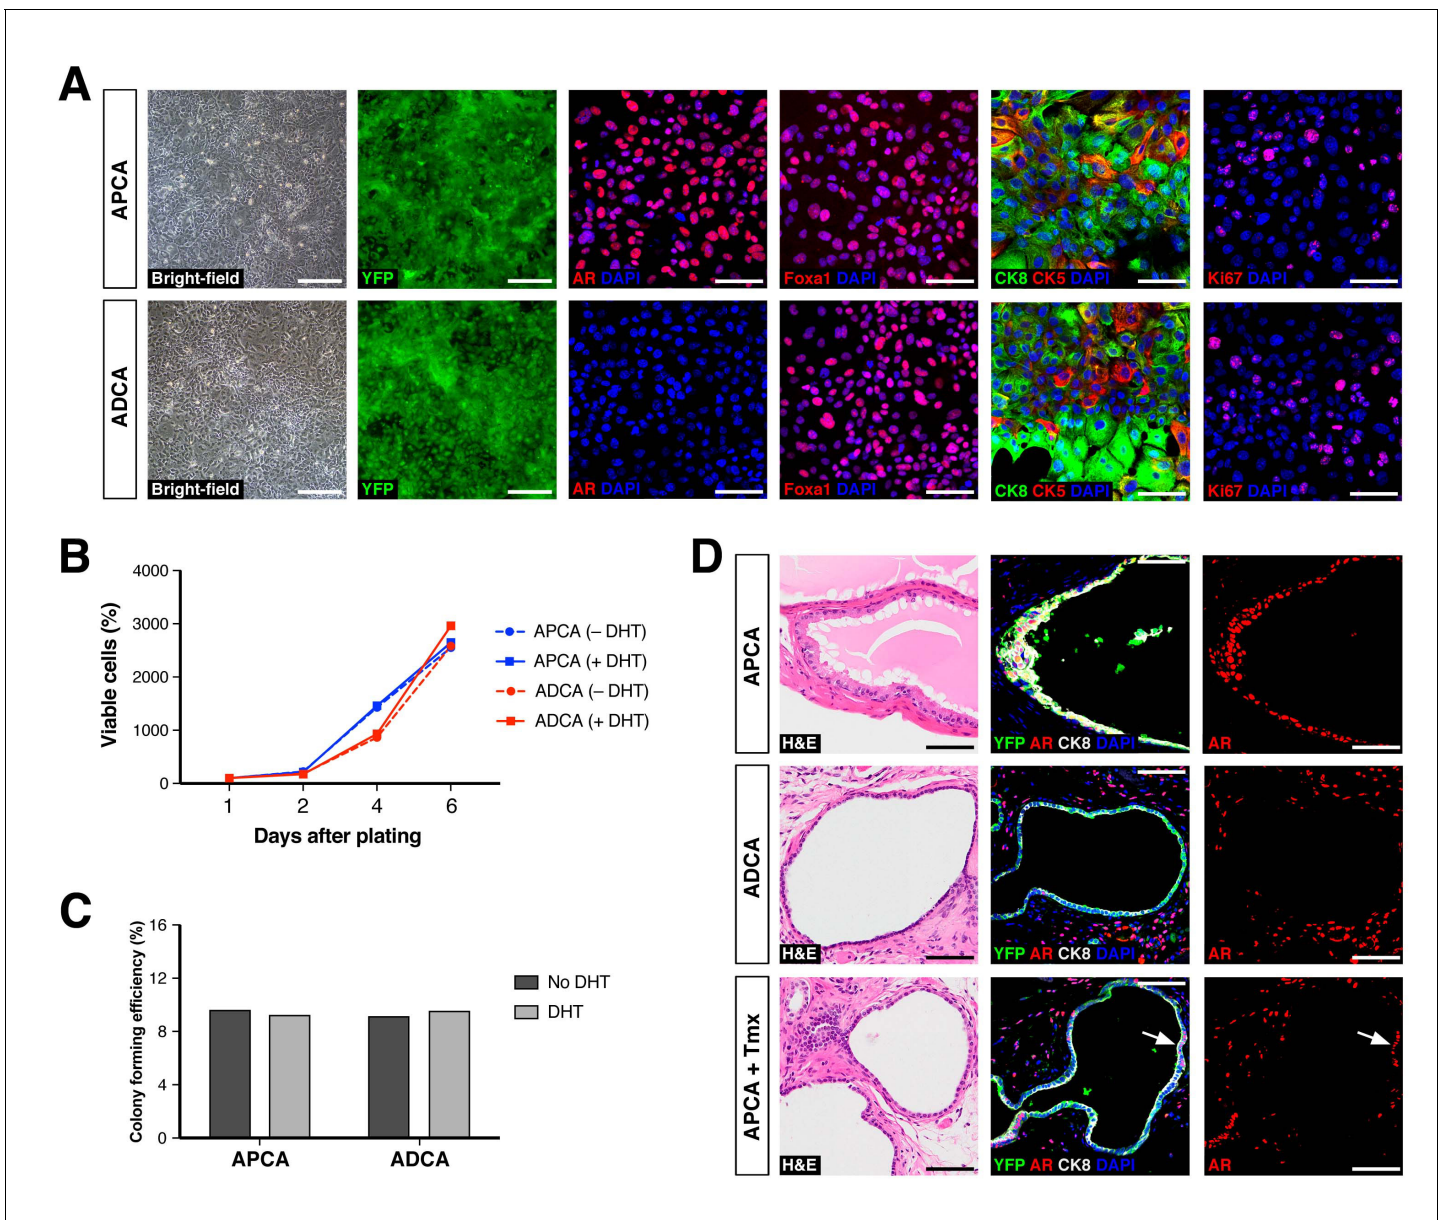 A
APCA
Bright-field
YFP
AR DAPI
Foxa1 DAPI
CK8 CK5 DAPI
Ki67 DAPI
ADCA
Bright-field
YFP
AR DAPI
Foxa1 DAPI
CK8 CK5 DAPI
Ki67 DAPI
B
Viable cells (%)
4000
3000
2000
1000
0
1 2 4 6
Days after plating
APCA (– DHT)
APCA (+ DHT)
ADCA (– DHT)
ADCA (+ DHT)
C
Colony forming efficiency (%)
16
12
8
4
0
APCA ADCA
No DHT
DHT
D
APCA
H&E
YFP AR CK8 DAPI
AR
ADCA
H&E
YFP AR CK8 DAPI
AR
APCA + Tmx
H&E
YFP AR CK8 DAPI
AR